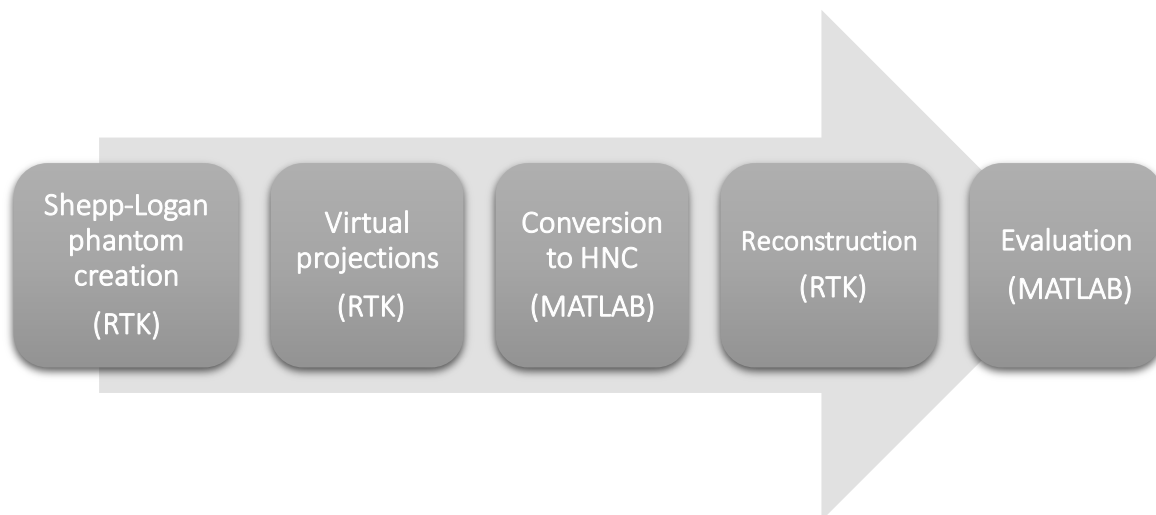 Shepp-Logan
phantom
creation
(RTK)
Virtual
projections
(RTK)
Conversion
to HNC
(MATLAB)
Reconstruction
(RTK)
Evaluation
(MATLAB)